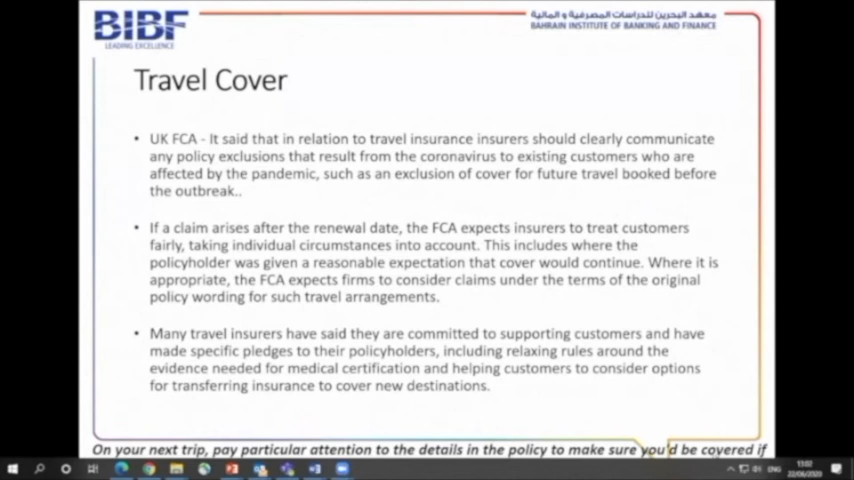 BIBF
LEADING EXCELLENCE
معهد البحرين للدراسات المصرفية و المالية
BAHRAIN INSTITUTE OF BANKING AND FINANCE
Travel Cover
• UK FCA - It said that in relation to travel insurance insurers should clearly communicate
any policy exclusions that result from the coronavirus to existing customers who are
affected by the pandemic, such as an exclusion of cover for future travel booked before
the outbreak..
• If a claim arises after the renewal date, the FCA expects insurers to treat customers
fairly, taking individual circumstances into account. This includes where the
policyholder was given a reasonable expectation that cover would continue. Where it is
appropriate, the FCA expects firms to consider claims under the terms of the original
policy wording for such travel arrangements.
• Many travel insurers have said they are committed to supporting customers and have
made specific pledges to their policyholders, including relaxing rules around the
evidence needed for medical certification and helping customers to consider options
for transferring insurance to cover new destinations.
On your next trip, pay particular attention to the details in the policy to make sure you'd be covered if
ENG
13:02
22/06/2020